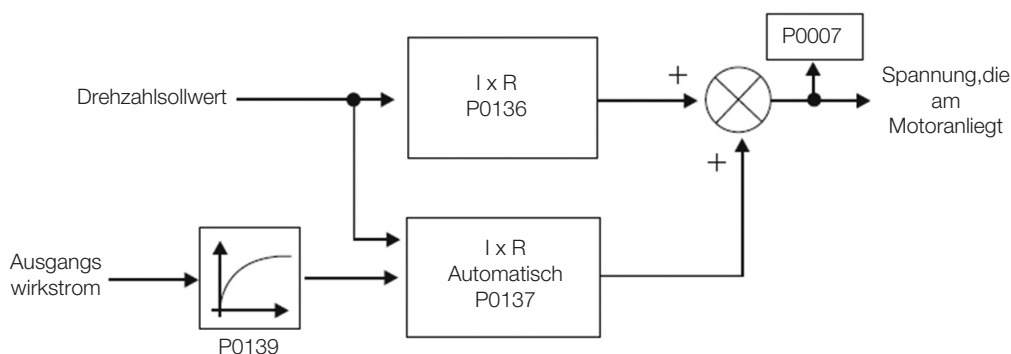 P0007
Drehzahlsollwert
I x R
P0136
+
Spannung,die
am
Motoranliegt
+
Ausgangs
wirkstrom
I x R
Automatisch
P0137
P0139